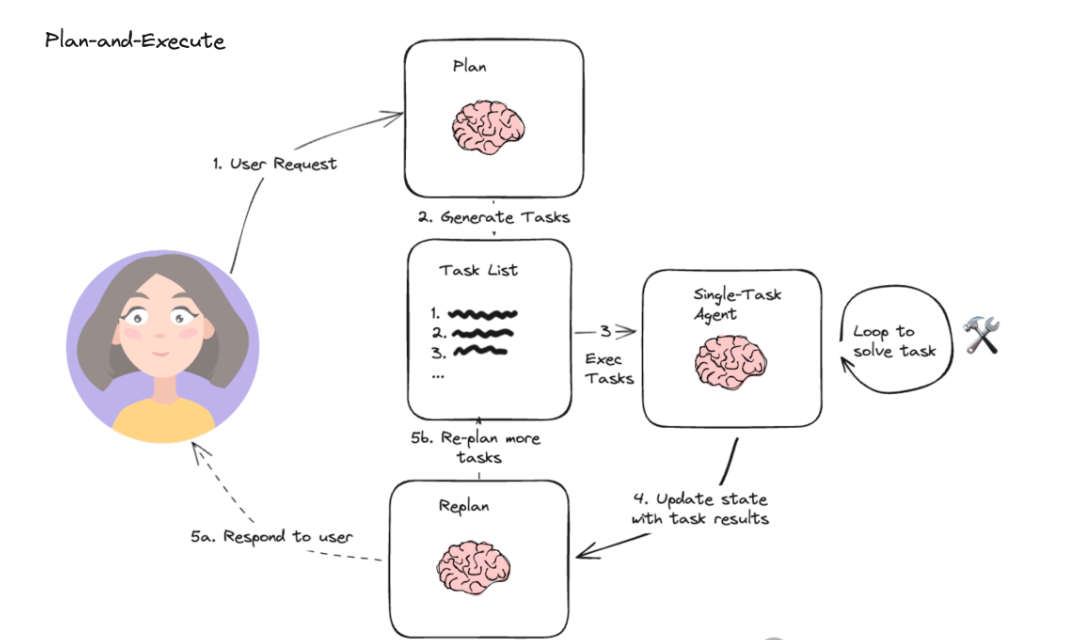 Plan-and-Execute
Plan
1. User Request
2. Generate Tasks
Task List
1.
2.
3.
...
3
Exec
Tasks
Single-Task
Agent
Loop to
solve task
5b. Re-plan more
tasks
4. Update state
with task results
Replan
5a. Respond to user